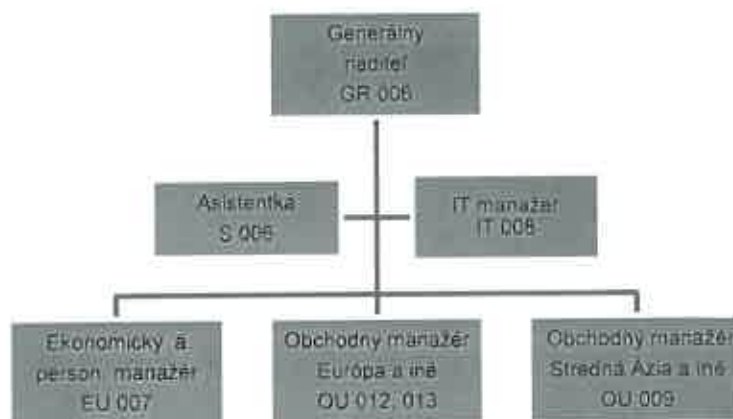 Generálny
riaditeľ
GR 006
Asistentka
S 006
IT manažér
IT 008
Ekonomický a
person. manažér
EU 007
Obchodný manažér
Európa a iné
OU 012, 013
Obchodný manažér
Stredná Ázia a iné
OU 009